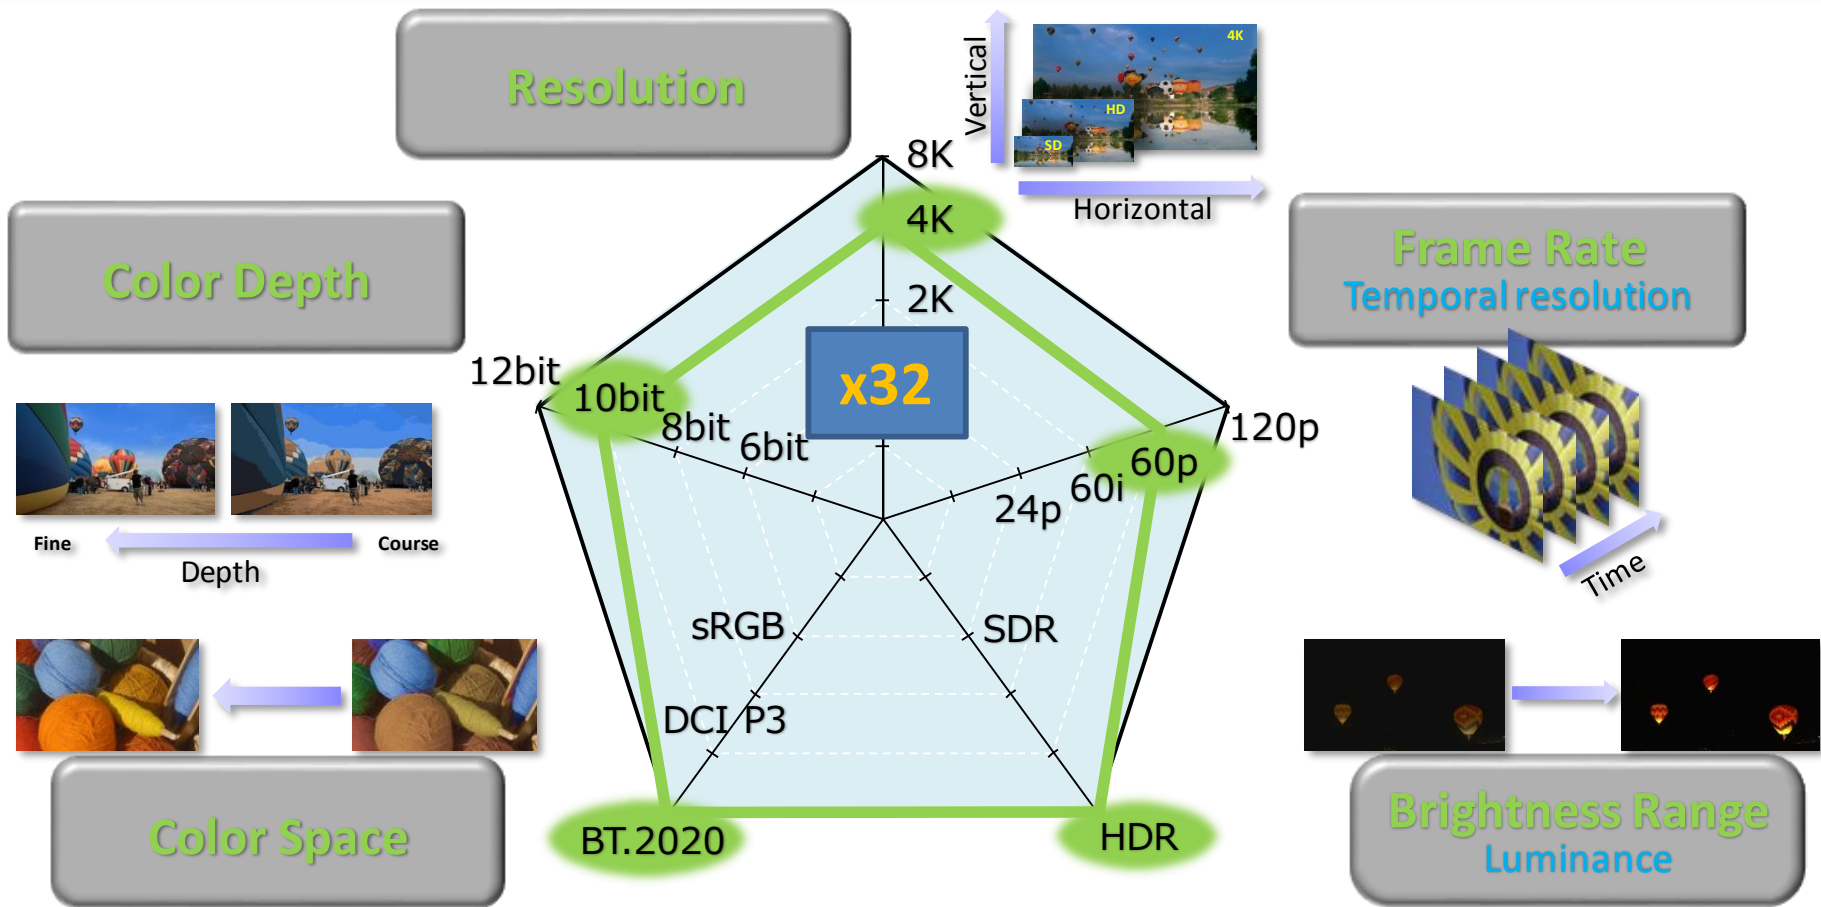 Resolution
Vertical
4K
HD
SD
Horizontal
8K
4K
2K
x32
Color Depth
12bit
10bit
8bit
6bit
Fine
Course
Depth
Frame Rate
Temporal resolution
120p
60p
60i
24p
Time
sRGB
DCI P3
BT.2020
SDR
HDR
Color Space
Brightness Range
Luminance